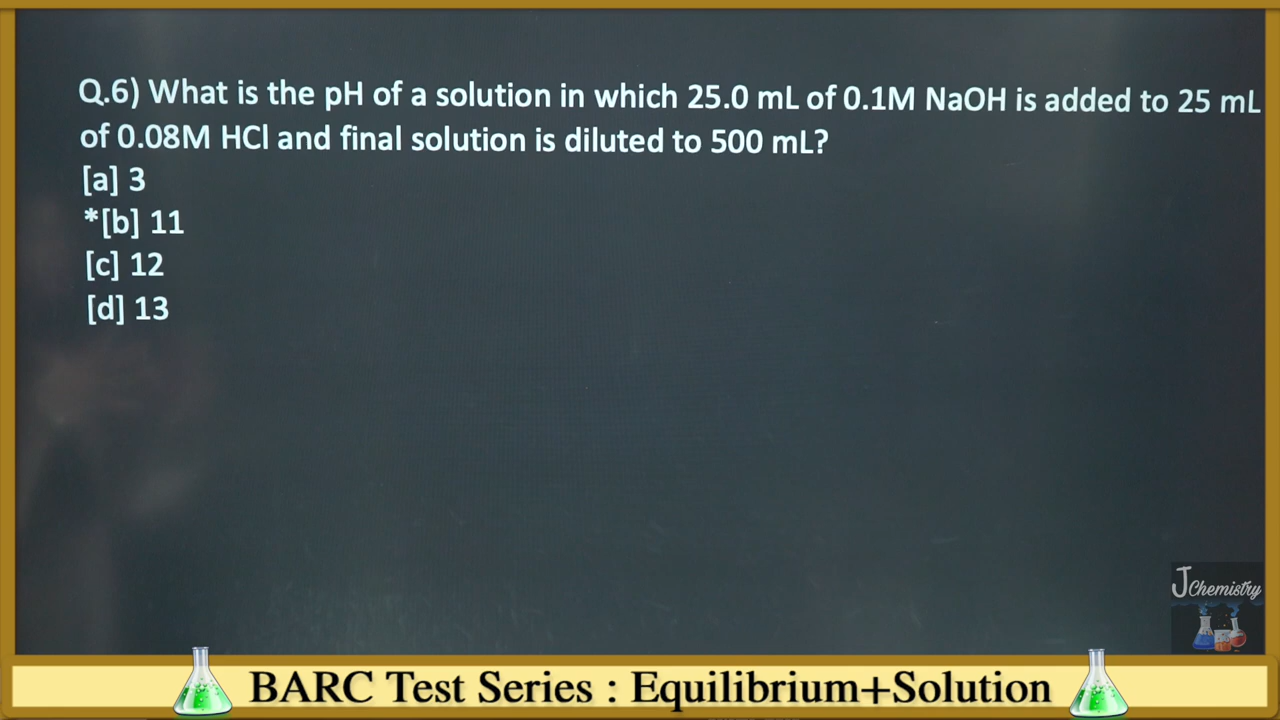 Q.6) What is the pH of a solution in which 25.0 mL of 0.1M NaOH is added to 25 mL
of 0.08M HCl and final solution is diluted to 500 mL?
[a] 3
*[b] 11
[c] 12
[d] 13
J Chemistry
BARC Test Series : Equilibrium+Solution